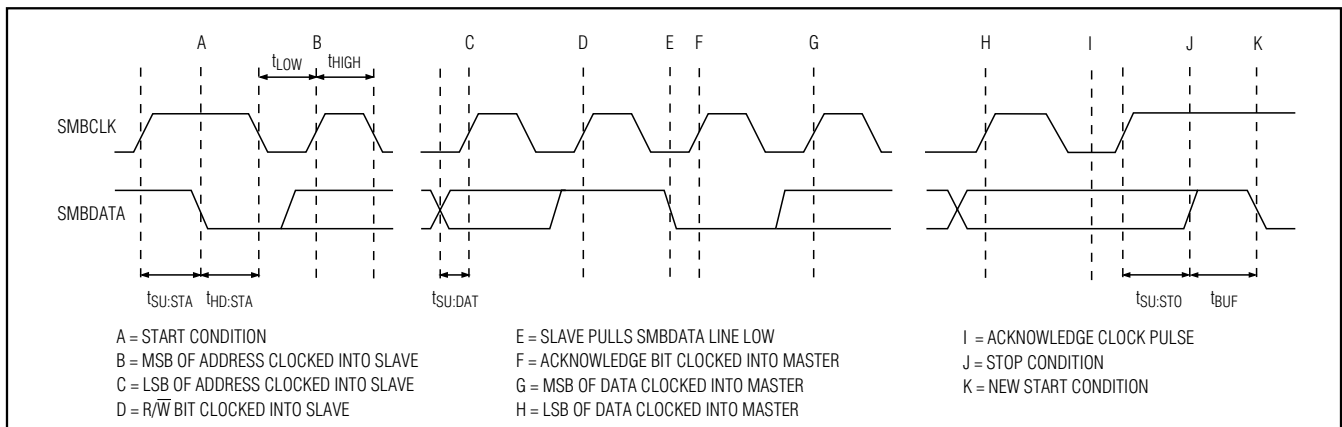 A B C D E F G H I J K
tLOW tHIGH
SMBCLK
SMBDATA
tSU:STA tHD:STA tSU:DAT tSU:STO tBUF
A = START CONDITION
B = MSB OF ADDRESS CLOCKED INTO SLAVE
C = LSB OF ADDRESS CLOCKED INTO SLAVE
D = R/W̅ BIT CLOCKED INTO SLAVE
E = SLAVE PULLS SMBDATA LINE LOW
F = ACKNOWLEDGE BIT CLOCKED INTO MASTER
G = MSB OF DATA CLOCKED INTO MASTER
H = LSB OF DATA CLOCKED INTO MASTER
I = ACKNOWLEDGE CLOCK PULSE
J = STOP CONDITION
K = NEW START CONDITION